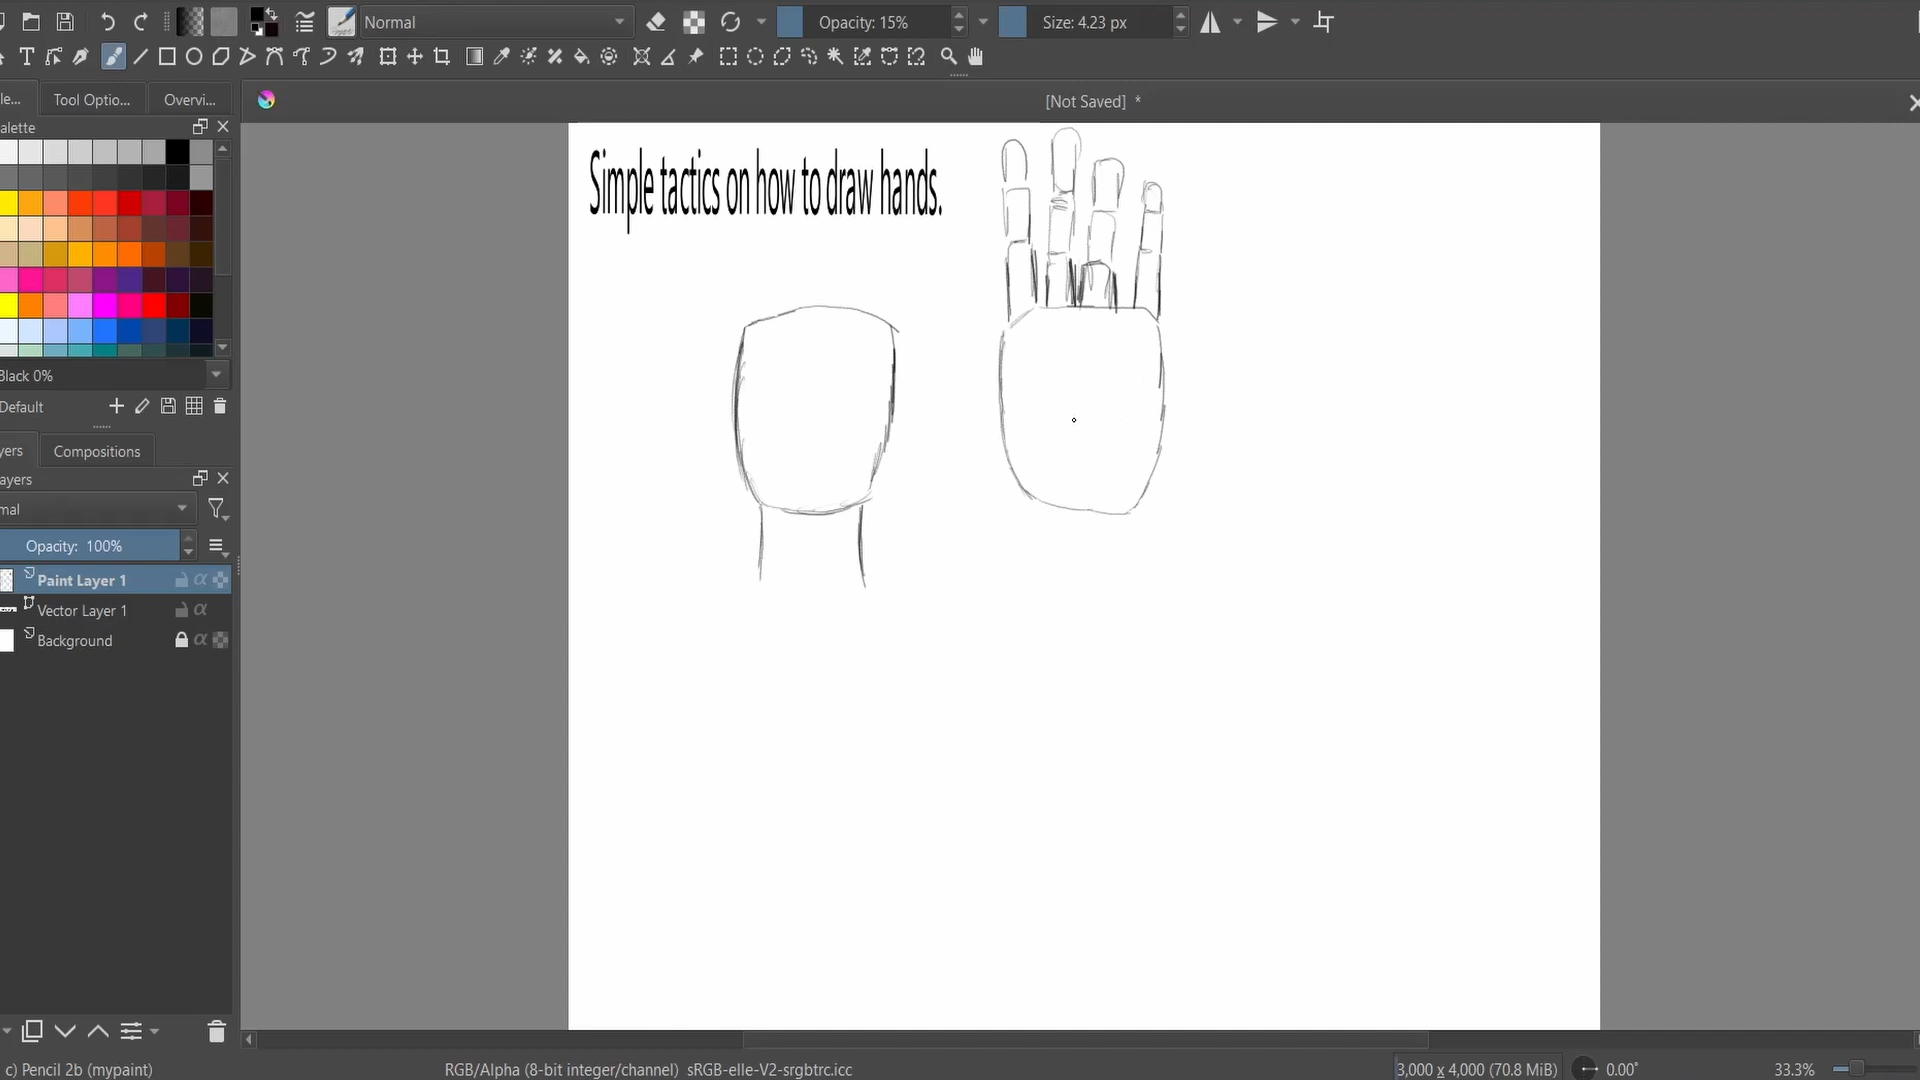 Normal
Opacity: 15%
Size: 4.23 px
Tool Optio...
Overvi...
[Not Saved] *
alette
Simple tactics on how to draw hands.
Black 0%
Default
yers
Compositions
ayers
mal
Opacity: 100%
Paint Layer 1
Vector Layer 1
Background
c) Pencil 2b (mypaint)
RGB/Alpha (8-bit integer/channel) sRGB-elle-V2-srgbtrc.icc
3,000 x 4,000 (70.8 MiB)
0.00°
33.3%